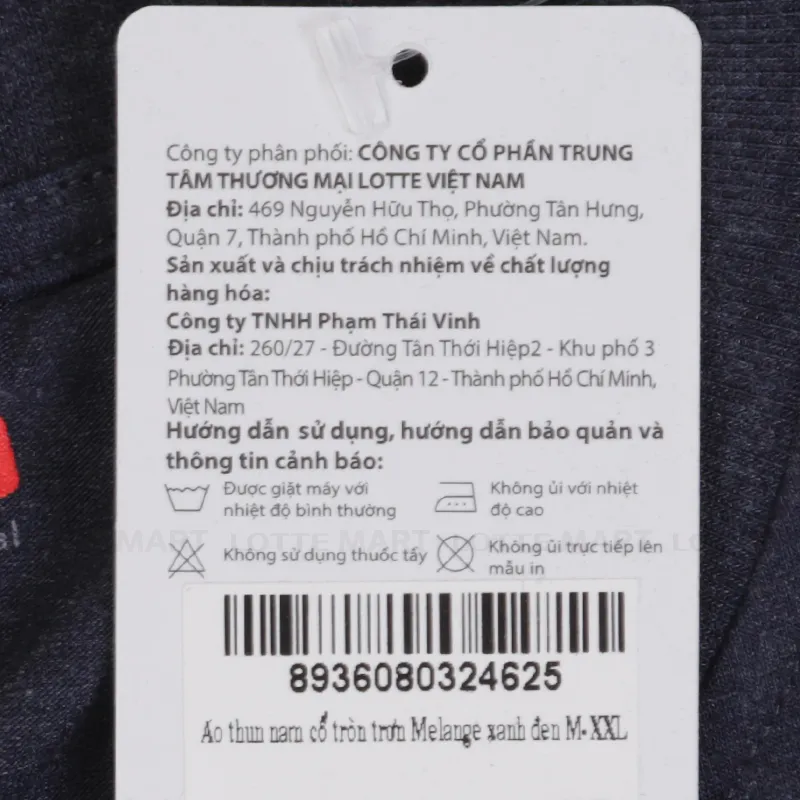 Công ty phân phối: CÔNG TY CỔ PHẦN TRUNG
TÂM THƯƠNG MẠI LOTTE VIỆT NAM
Địa chỉ: 469 Nguyễn Hữu Thọ, Phường Tân Hưng,
Quận 7, Thành phố Hồ Chí Minh, Việt Nam.
Sản xuất và chịu trách nhiệm về chất lượng
hàng hóa:
Công ty TNHH Phạm Thái Vinh
Địa chỉ: 260/27 - Đường Tân Thới Hiệp2 - Khu phố 3
Phường Tân Thới Hiệp - Quận 12 - Thành phố Hồ Chí Minh,
Việt Nam
Hướng dẫn sử dụng, hướng dẫn bảo quản và
thông tin cảnh báo:
Được giặt máy với
nhiệt độ bình thường
Không ủi với nhiệt
độ cao
Không sử dụng thuốc tẩy
Không ủi trực tiếp lên
mẫu in
MART LOTTE MART LOTTE MART LO
8936080324625
Áo thun nam cổ tròn trơn Melange xanh đen M-XXL